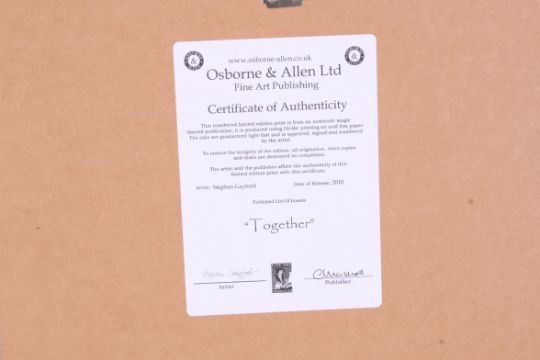 www.osborne-allen.co.uk
Osborne & Allen Ltd
Fine Art Publishing
Certificate of Authenticity
This numbered limited edition print is from an authentic single
limited publication, it is produced using Giclée printing on acid free paper
The inks are guaranteed light-fast and is approved, signed and numbered
by the artist.
To ensure the integrity of the edition, all origination, extra copies
and disks are destroyed on completion.
The artist and the publisher affirm the authenticity of this
limited edition print with this certificate.
Artist: Stephen Gayford Date of Release: 2010
Published List Of Issues
“Together”
Artist Publisher